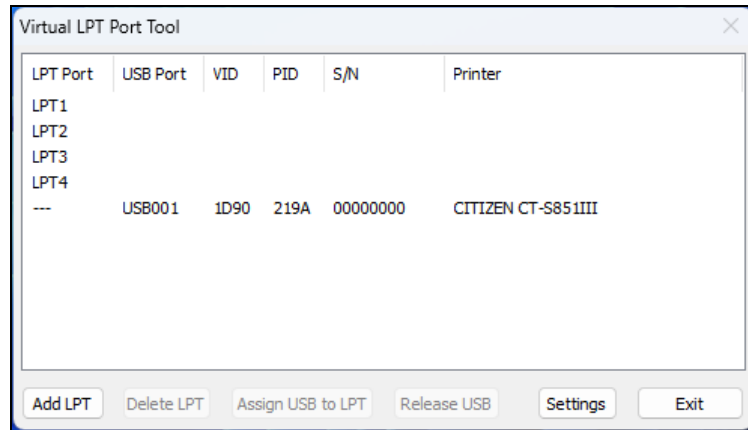 Virtual LPT Port Tool
LPT Port USB Port VID PID S/N Printer
LPT1
LPT2
LPT3
LPT4
--- USB001 1D90 219A 00000000 CITIZEN CT-S851III
Add LPT Delete LPT Assign USB to LPT Release USB Settings Exit